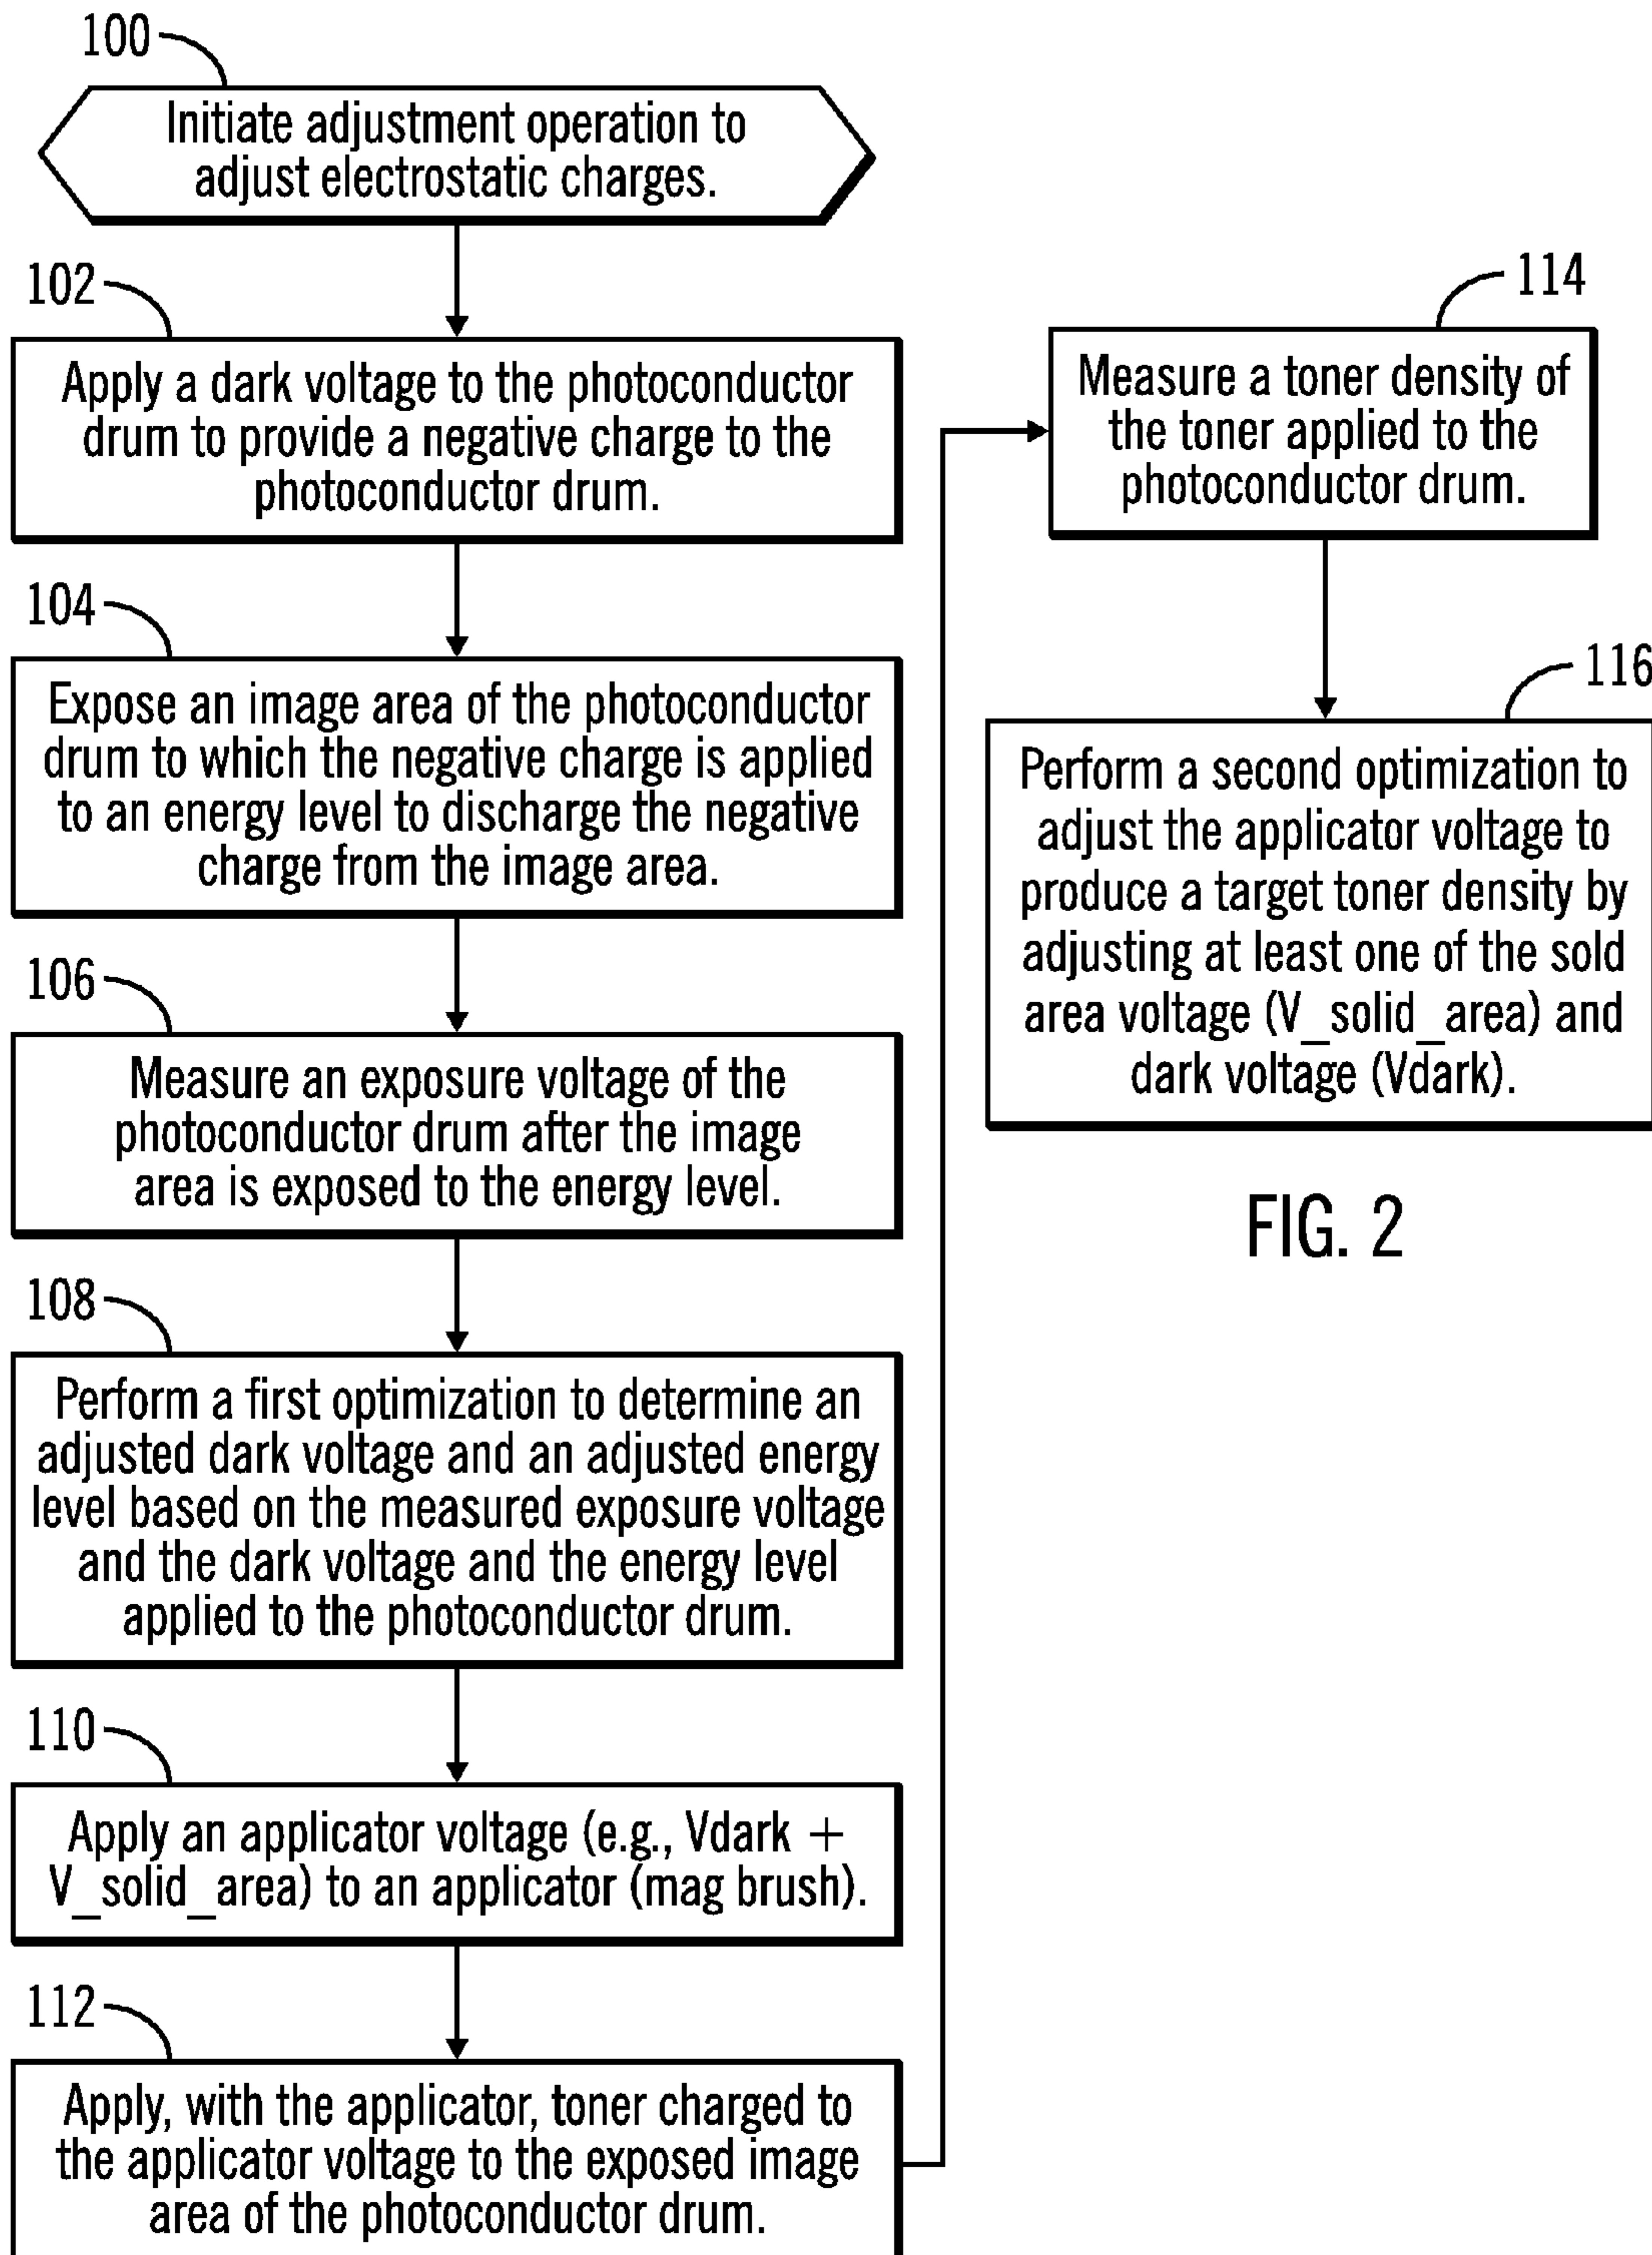 100
Initiate adjustment operation to
adjust electrostatic charges.
102
Apply a dark voltage to the photoconductor
drum to provide a negative charge to the
photoconductor drum.
104
Expose an image area of the photoconductor
drum to which the negative charge is applied
to an energy level to discharge the negative
charge from the image area.
106
Measure an exposure voltage of the
photoconductor drum after the image
area is exposed to the energy level.
108
Perform a first optimization to determine an
adjusted dark voltage and an adjusted energy
level based on the measured exposure voltage
and the dark voltage and the energy level
applied to the photoconductor drum.
110
Apply an applicator voltage (e.g., Vdark +
V_solid_area) to an applicator (mag brush).
112
Apply, with the applicator, toner charged to
the applicator voltage to the exposed image
area of the photoconductor drum.
114
Measure a toner density of
the toner applied to the
photoconductor drum.
116
Perform a second optimization to
adjust the applicator voltage to
produce a target toner density by
adjusting at least one of the sold
area voltage (V_solid_area) and
dark voltage (Vdark).
FIG. 2